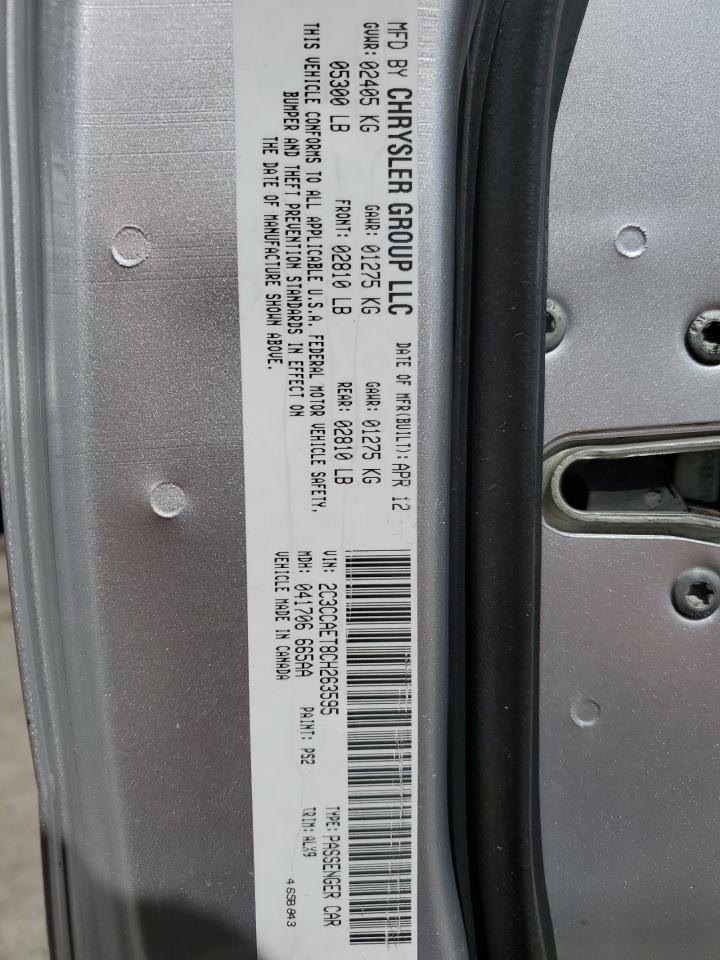 MFD BY CHRYSLER GROUP LLC DATE OF MFR(BUILT): APR 12
GVWR: 02405 KG GAWR: 01275 KG GAWR: 01275 KG
05300 LB FRONT: 02810 LB REAR: 02810 LB
THIS VEHICLE CONFORMS TO ALL APPLICABLE U.S.A. FEDERAL MOTOR VEHICLE SAFETY,
BUMPER AND THEFT PREVENTION STANDARDS IN EFFECT ON
THE DATE OF MANUFACTURE SHOWN ABOVE.
VIN: 2C3CCAET8CH263595 TYPE: PASSENGER CAR
MDH: 041706 665AA PAINT: PS2 TRIM: ALX9
VEHICLE MADE IN CANADA 4658843